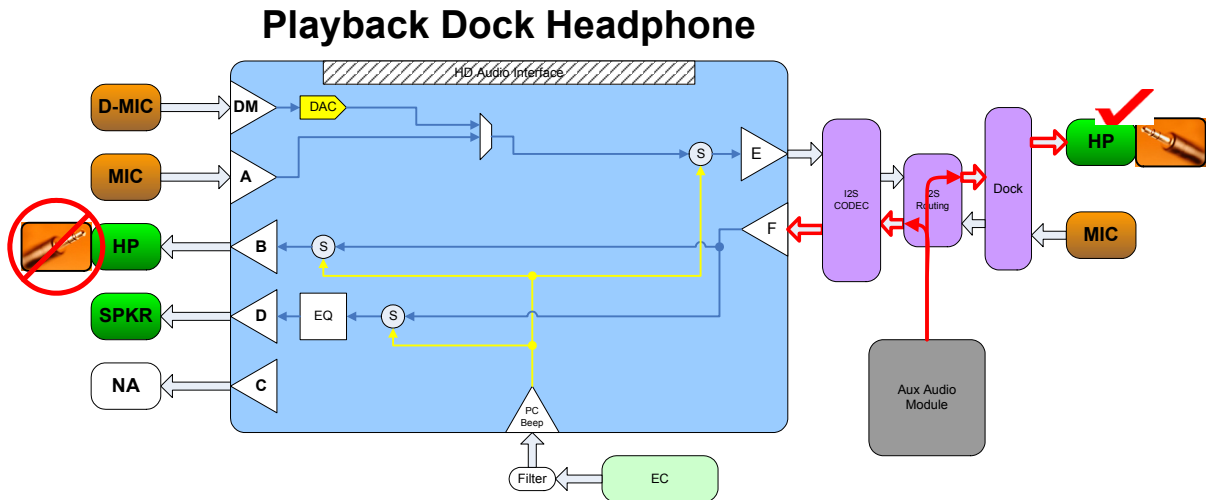 Playback Dock Headphone
HD Audio Interface
D-MIC
DM
DAC
MIC
A
S
E
I2S
CODEC
I2S
Routing
Dock
HP
HP
B
S
F
MIC
SPKR
D
EQ
S
NA
C
PC
Beep
Aux Audio
Module
Filter
EC